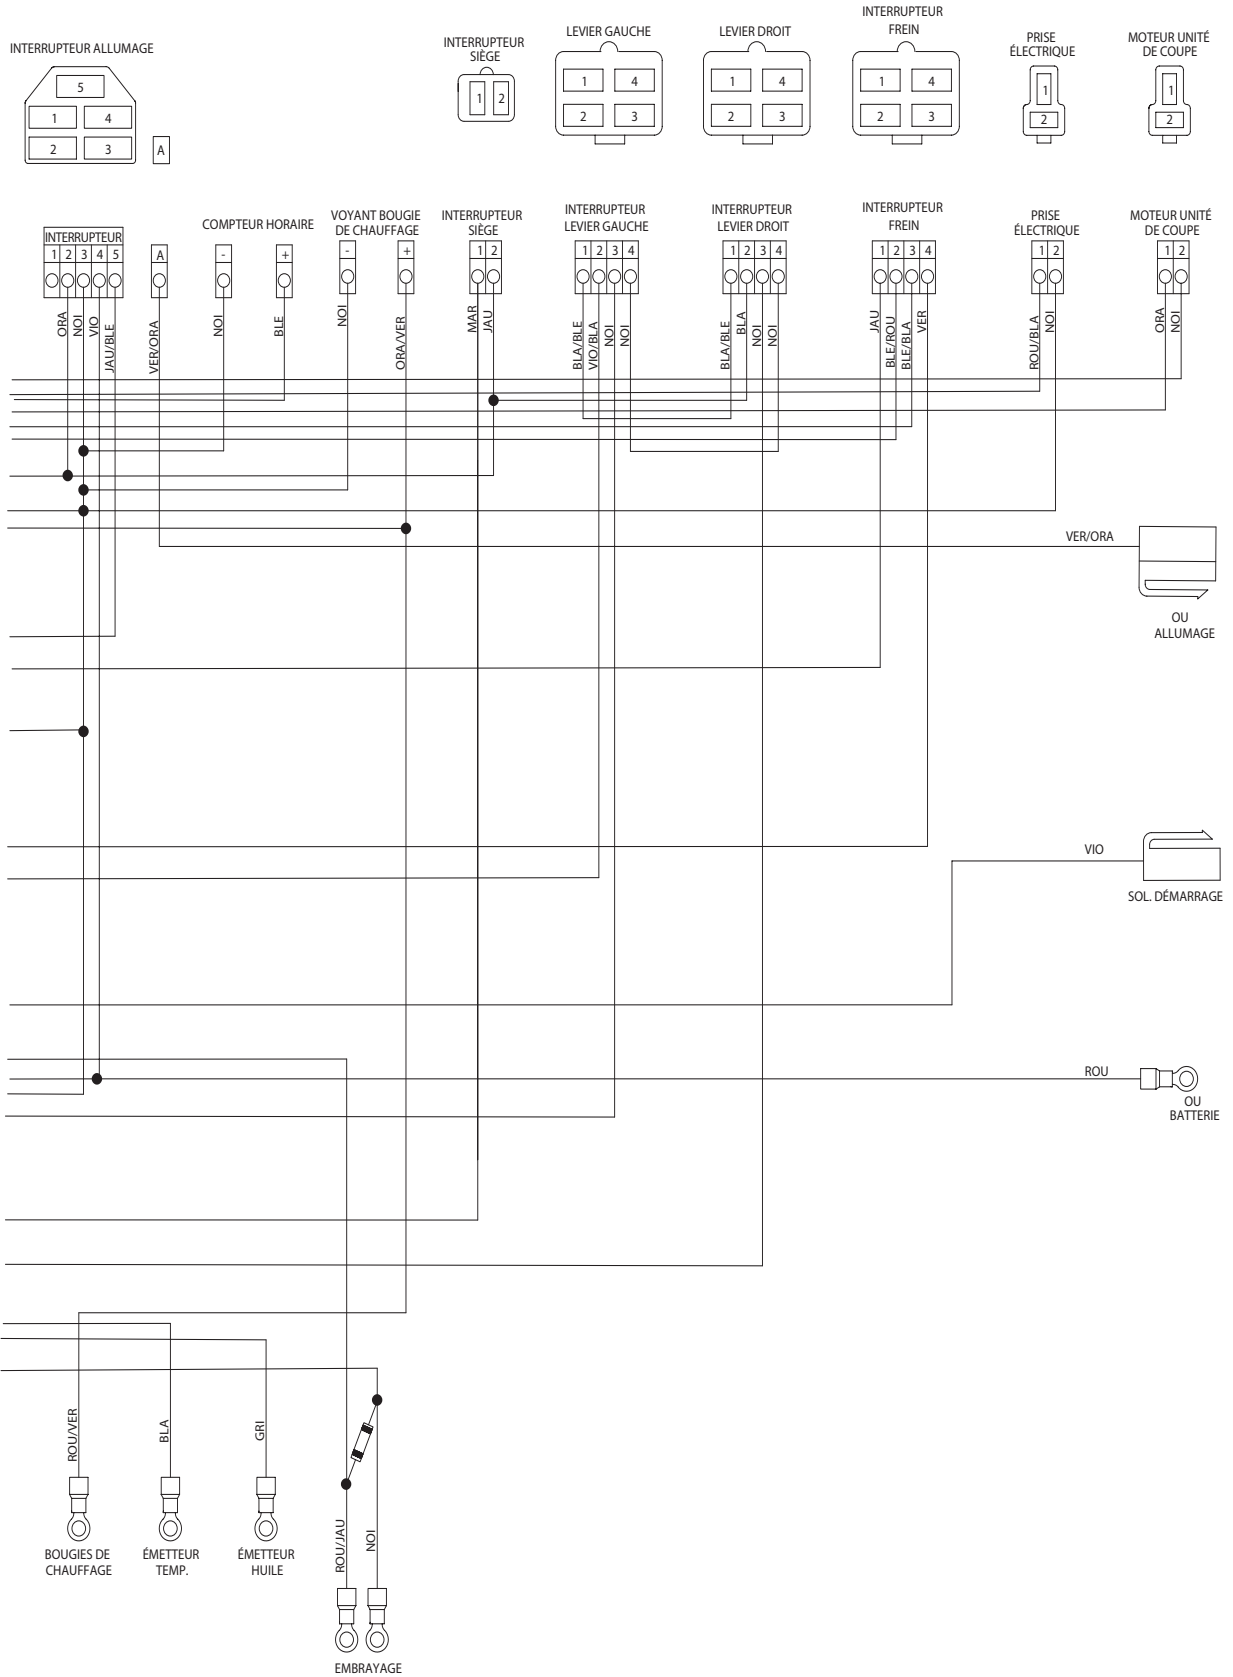 INTERRUPTEUR ALLUMAGE
5
1 4
2 3
A
INTERRUPTEUR
SIÈGE
1 2
LEVIER GAUCHE
1 4
2 3
LEVIER DROIT
1 4
2 3
INTERRUPTEUR
FREIN
1 4
2 3
PRISE
ÉLECTRIQUE
1
2
MOTEUR UNITÉ
DE COUPE
1
2
INTERRUPTEUR
1 2 3 4 5
ORA
NOI
VIO
JAU/BLE
A
VER/ORA
COMPTEUR HORAIRE
- +
NOI
BLE
VOYANT BOUGIE
DE CHAUFFAGE
- +
NOI
ORA/VER
INTERRUPTEUR
SIÈGE
1 2
MAR
JAU
INTERRUPTEUR
LEVIER GAUCHE
1 2 3 4
BLA/BLE
VIO/BLA
NOI
NOI
INTERRUPTEUR
LEVIER DROIT
1 2 3 4
BLA/BLE
BLA
NOI
NOI
INTERRUPTEUR
FREIN
1 2 3 4
JAU
BLE/ROU
BLE/BLA
VER
PRISE
ÉLECTRIQUE
1 2
ROU/BLA
NOI
MOTEUR UNITÉ
DE COUPE
1 2
ORA
NOI
VER/ORA
OU
ALLUMAGE
VIO
SOL. DÉMARRAGE
ROU
OU
BATTERIE
ROU/VER
BOUGIES DE
CHAUFFAGE
BLA
ÉMETTEUR
TEMP.
GRI
ÉMETTEUR
HUILE
ROU/JAU
NOI
EMBRAYAGE